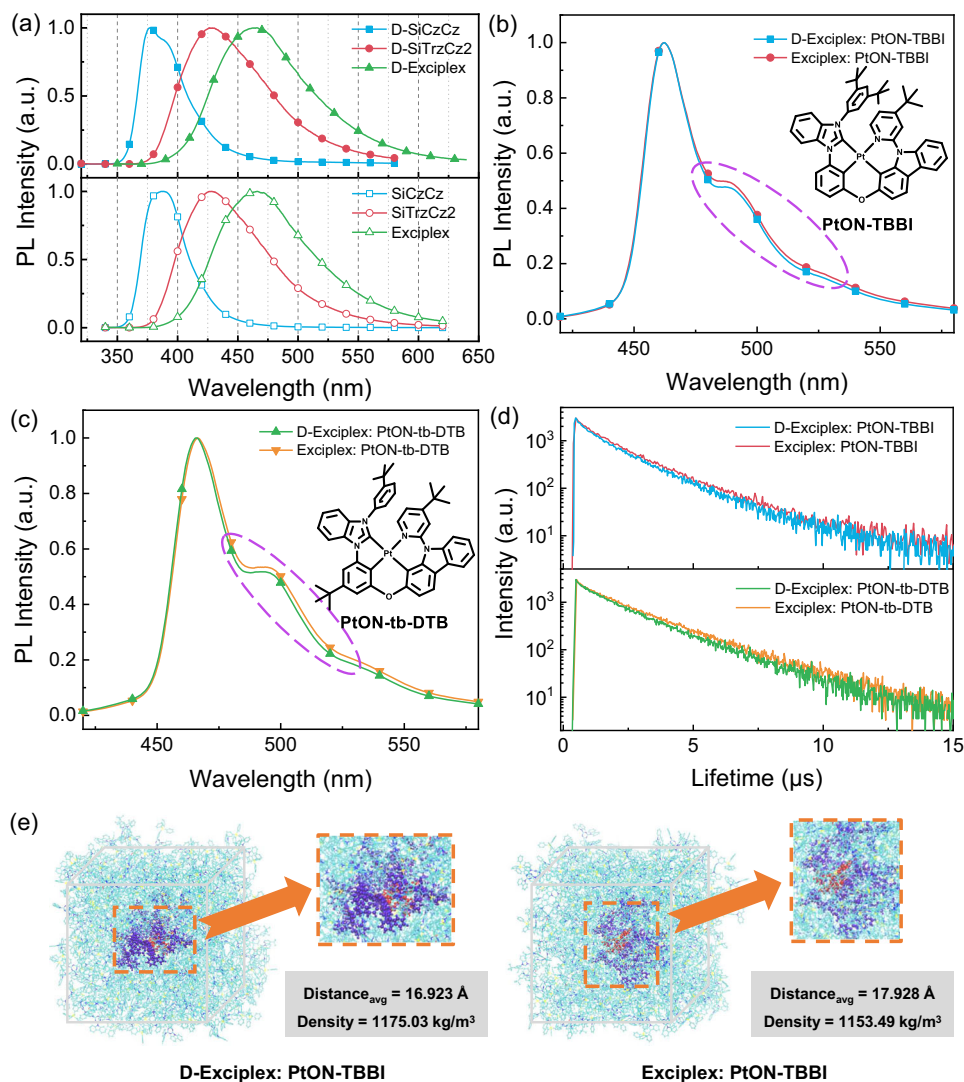 (a)
D-SiCzCz
D-SiTrzCz2
D-Exciplex
1.0
0.5
0.0
SiCzCz
SiTrzCz2
Exciplex
1.0
0.5
0.0
PL Intensity (a.u.)
350 400 450 500 550 600 650
Wavelength (nm)
(b)
D-Exciplex: PtON-TBBI
Exciplex: PtON-TBBI
1.0
0.8
0.6
0.4
0.2
0.0
PL Intensity (a.u.)
N
N
N
N
Pt
O
PtON-TBBI
450 500 550
Wavelength (nm)
(c)
D-Exciplex: PtON-tb-DTB
Exciplex: PtON-tb-DTB
1.0
0.8
0.6
0.4
0.2
0.0
PL Intensity (a.u.)
N
N
N
N
Pt
O
PtON-tb-DTB
450 500 550
Wavelength (nm)
(d)
D-Exciplex: PtON-TBBI
Exciplex: PtON-TBBI
10³
10²
10¹
D-Exciplex: PtON-tb-DTB
Exciplex: PtON-tb-DTB
10³
10²
10¹
Intensity (a.u.)
0 5 10 15
Lifetime (µs)
(e)
Distanceavg = 16.923 Å
Density = 1175.03 kg/m³
D-Exciplex: PtON-TBBI
Distanceavg = 17.928 Å
Density = 1153.49 kg/m³
Exciplex: PtON-TBBI